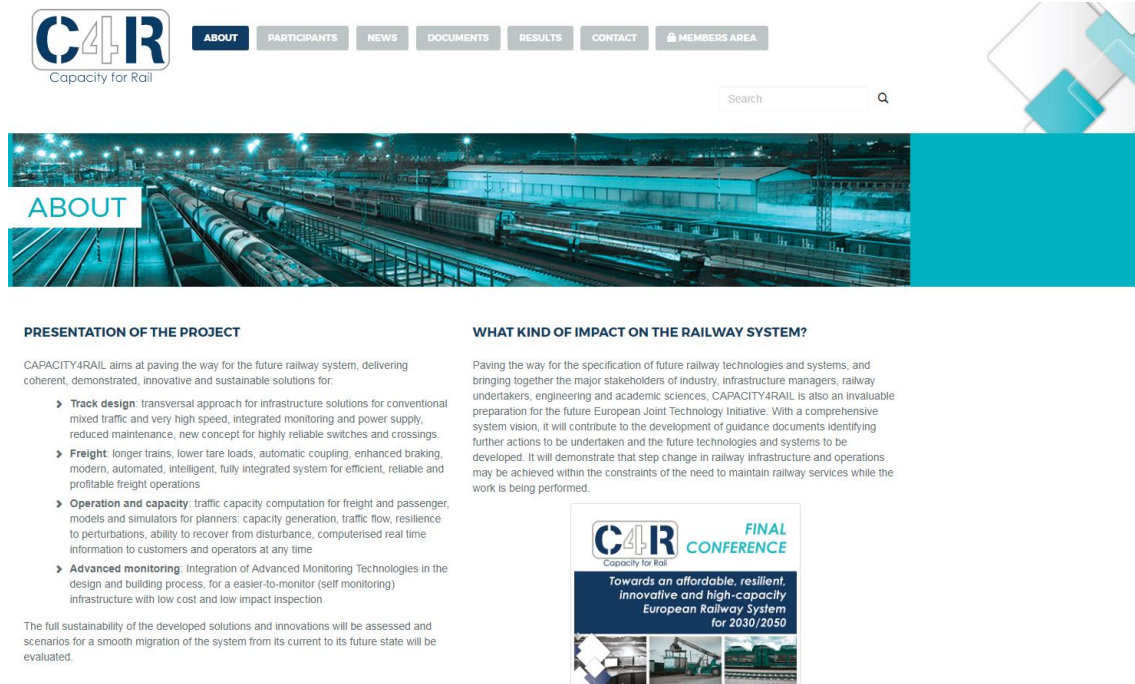 C4R
Capacity for Rail
ABOUT
PARTICIPANTS
NEWS
DOCUMENTS
RESULTS
CONTACT
MEMBERS AREA
Search
ABOUT
PRESENTATION OF THE PROJECT
CAPACITY4RAIL aims at paving the way for the future railway system, delivering
coherent, demonstrated, innovative and sustainable solutions for:
Track design: transversal approach for infrastructure solutions for conventional
mixed traffic and very high speed, integrated monitoring and power supply,
reduced maintenance, new concept for highly reliable switches and crossings.
Freight: longer trains, lower tare loads, automatic coupling, enhanced braking,
modern, automated, intelligent, fully integrated system for efficient, reliable and
profitable freight operations
Operation and capacity: traffic capacity computation for freight and passenger,
models and simulators for planners: capacity generation, traffic flow, resilience
to perturbations, ability to recover from disturbance, computerised real time
information to customers and operators at any time
Advanced monitoring: Integration of Advanced Monitoring Technologies in the
design and building process, for a easier-to-monitor (self monitoring)
infrastructure with low cost and low impact inspection
The full sustainability of the developed solutions and innovations will be assessed and
scenarios for a smooth migration of the system from its current to its future state will be
evaluated.
WHAT KIND OF IMPACT ON THE RAILWAY SYSTEM?
Paving the way for the specification of future railway technologies and systems, and
bringing together the major stakeholders of industry, infrastructure managers, railway
undertakers, engineering and academic sciences, CAPACITY4RAIL is also an invaluable
preparation for the future European Joint Technology Initiative. With a comprehensive
system vision, it will contribute to the development of guidance documents identifying
further actions to be undertaken and the future technologies and systems to be
developed. It will demonstrate that step change in railway infrastructure and operations
may be achieved within the constraints of the need to maintain railway services while the
work is being performed.
C4R
Capacity for Rail
FINAL
CONFERENCE
Towards an affordable, resilient,
innovative and high-capacity
European Railway System
for 2030/2050